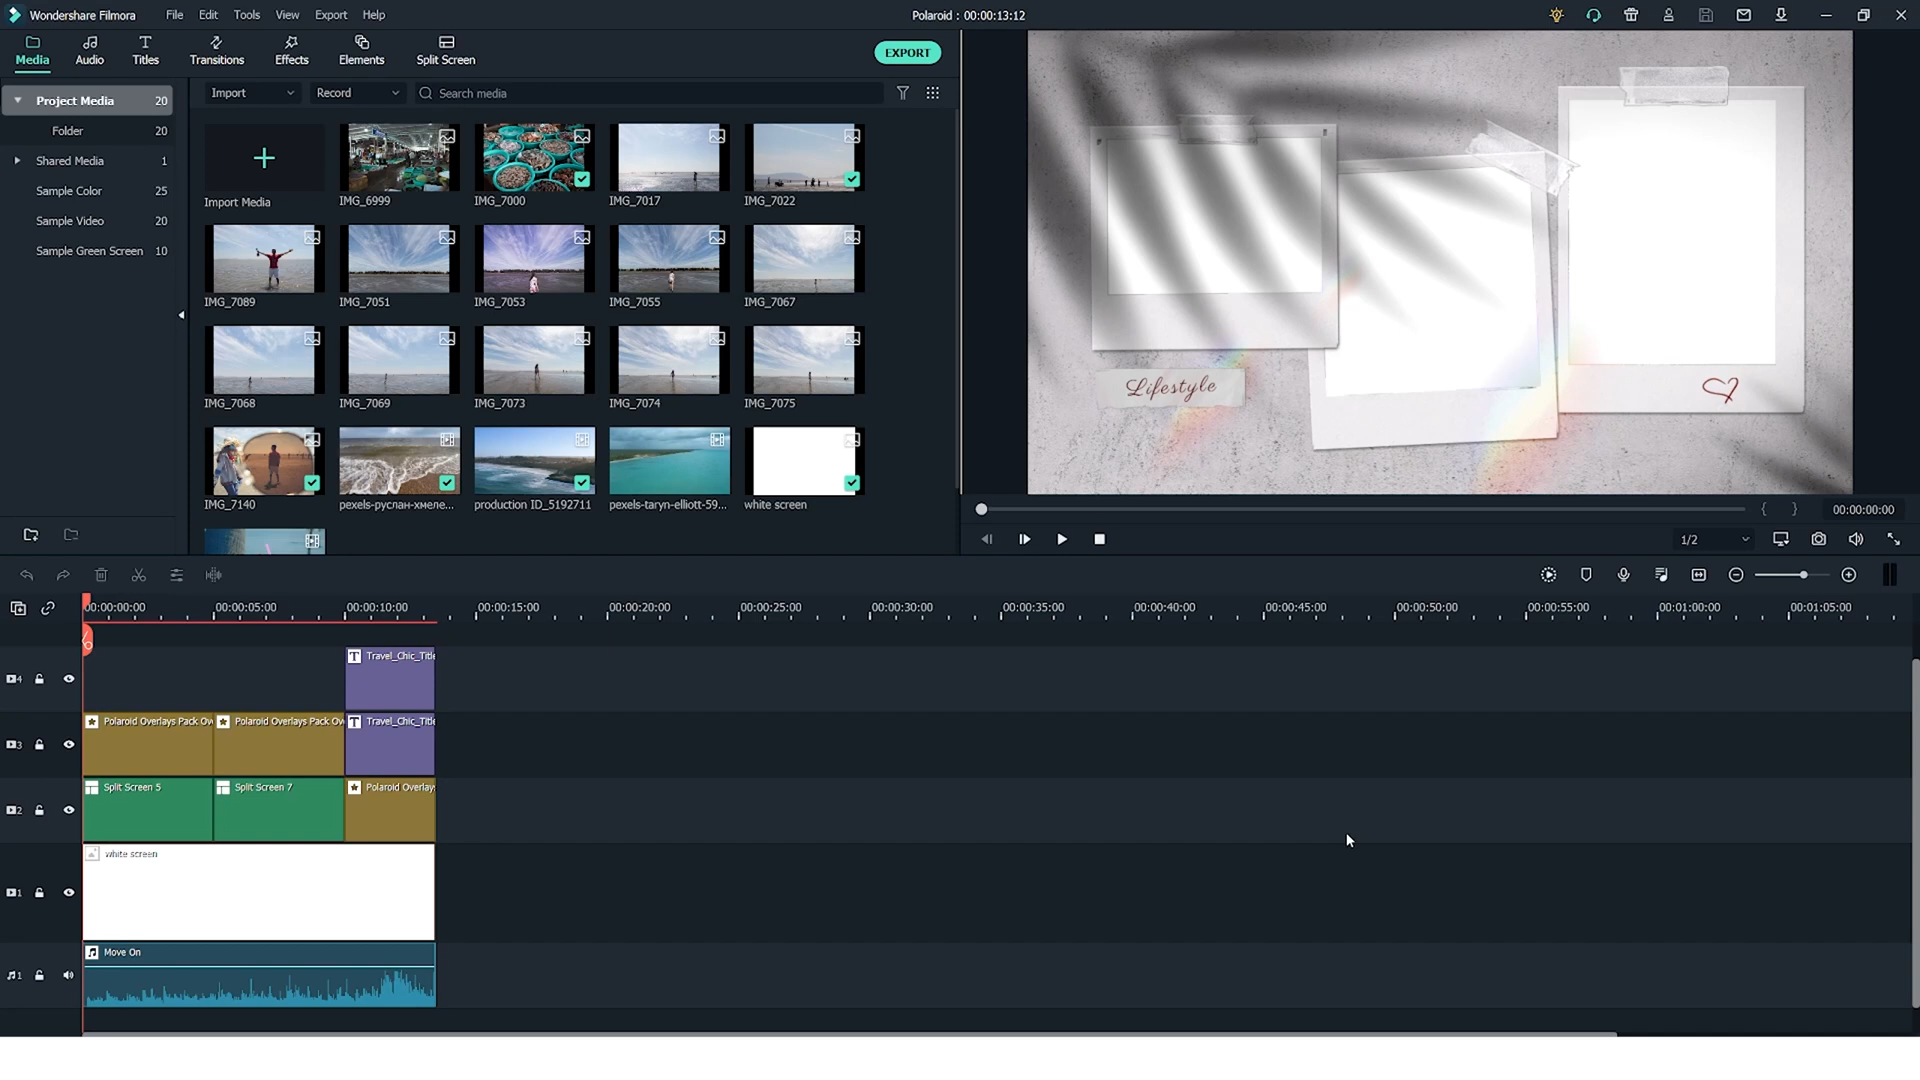 Wondershare Filmora File Edit Tools View Export Help Polaroid : 00:00:13:12
Media Audio Titles Transitions Effects Elements Split Screen EXPORT
Project Media 20
Folder 20
Shared Media 1
Sample Color 25
Sample Video 20
Sample Green Screen 10
Import Record Search media
Import Media IMG_6999 IMG_7000 IMG_7017 IMG_7022
IMG_7089 IMG_7051 IMG_7053 IMG_7055 IMG_7067
IMG_7068 IMG_7069 IMG_7073 IMG_7074 IMG_7075
IMG_7140 pexels-руслан-хмеле... production ID_5192711 pexels-taryn-elliott-59... white screen
Lifestyle
{ } 00:00:00:00
1/2
00:00:00:00 00:00:05:00 00:00:10:00 00:00:15:00 00:00:20:00 00:00:25:00 00:00:30:00 00:00:35:00 00:00:40:00 00:00:45:00 00:00:50:00 00:00:55:00 00:01:00:00 00:01:05:00
4 T Travel_Chic_Title
3 Polaroid Overlays Pack Ov Polaroid Overlays Pack Ov T Travel_Chic_Title
2 Split Screen 5 Split Screen 7 Polaroid Overlay
1 white screen
1 Move On